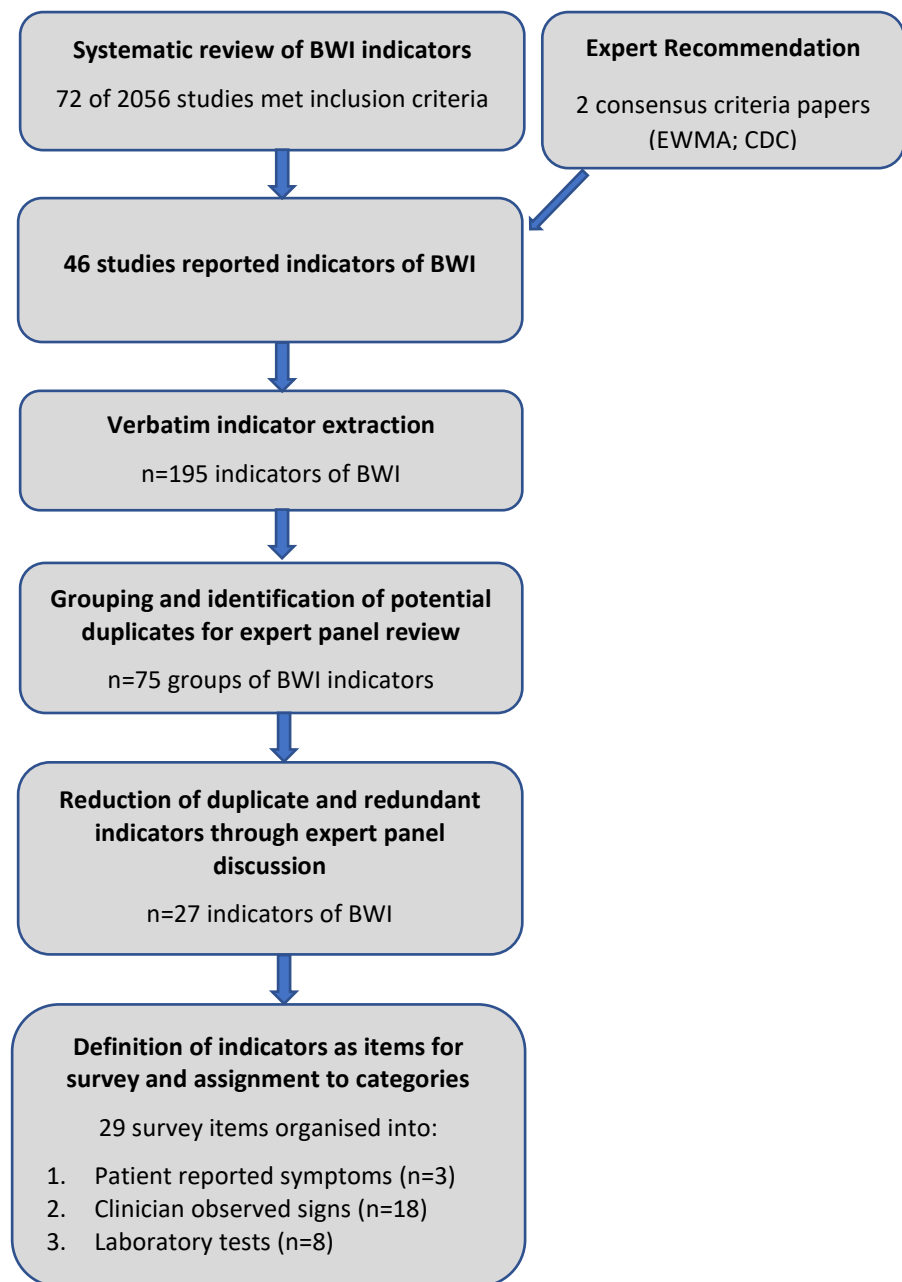 Systematic review of BWI indicators
72 of 2056 studies met inclusion criteria
Expert Recommendation
2 consensus criteria papers
(EWMA; CDC)
46 studies reported indicators of BWI
Verbatim indicator extraction
n=195 indicators of BWI
Grouping and identification of potential
duplicates for expert panel review
n=75 groups of BWI indicators
Reduction of duplicate and redundant
indicators through expert panel
discussion
n=27 indicators of BWI
Definition of indicators as items for
survey and assignment to categories
29 survey items organised into:
1. Patient reported symptoms (n=3)
2. Clinician observed signs (n=18)
3. Laboratory tests (n=8)